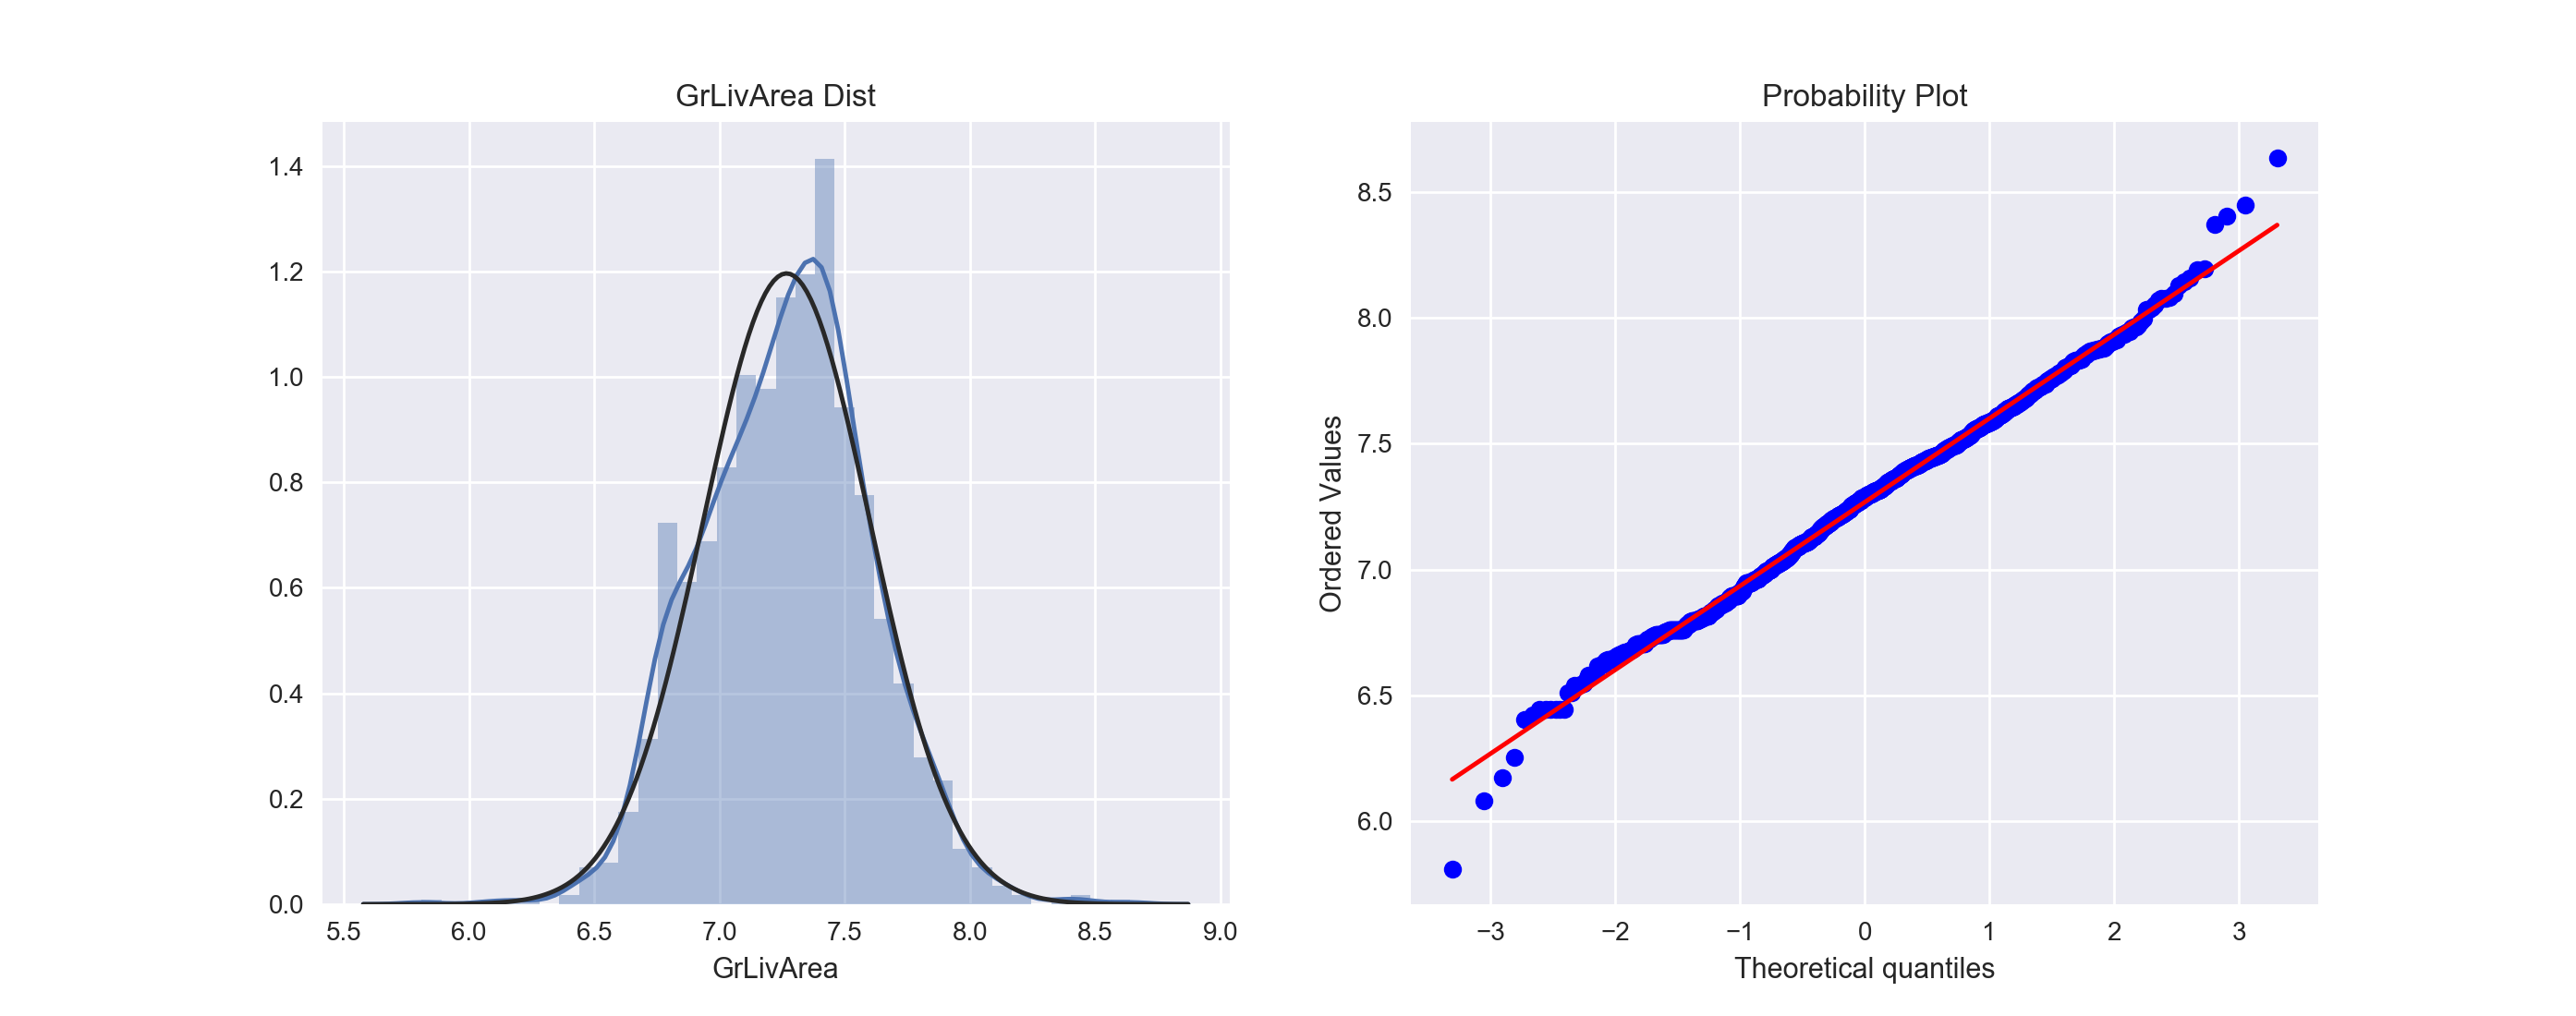 GrLivArea Dist
1.4
1.2
1.0
0.8
0.6
0.4
0.2
0.0
5.5 6.0 6.5 7.0 7.5 8.0 8.5 9.0
GrLivArea
Probability Plot
Ordered Values
8.5
8.0
7.5
7.0
6.5
6.0
−3 −2 −1 0 1 2 3
Theoretical quantiles